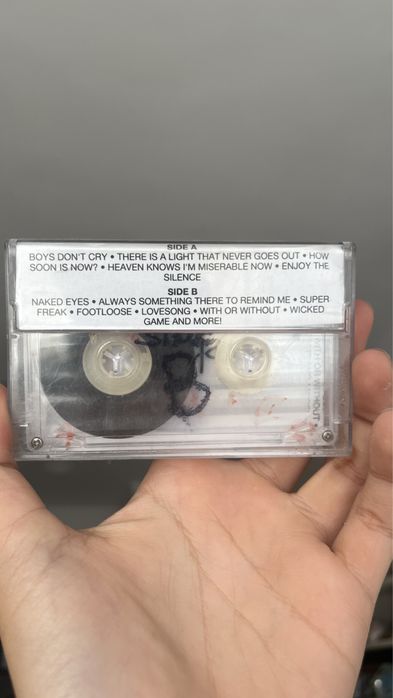 SIDE A
BOYS DON'T CRY • THERE IS A LIGHT THAT NEVER GOES OUT • HOW
SOON IS NOW? • HEAVEN KNOWS I'M MISERABLE NOW • ENJOY THE
SILENCE
SIDE B
NAKED EYES • ALWAYS SOMETHING THERE TO REMIND ME • SUPER
FREAK • FOOTLOOSE • LOVESONG • WITH OR WITHOUT • WICKED
GAME AND MORE!